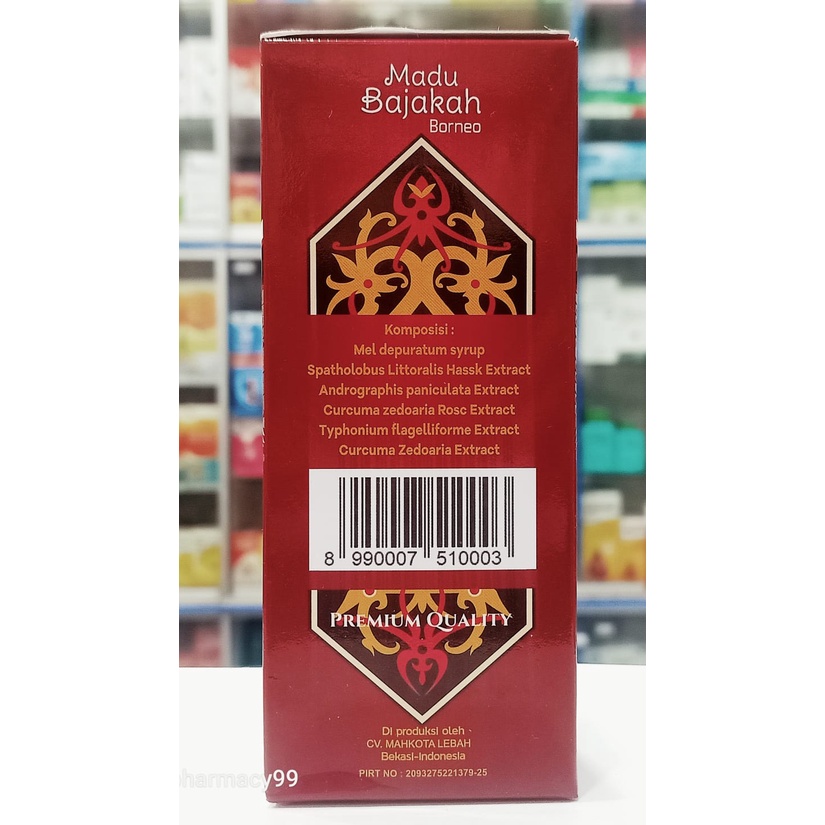 Madu
Bajakah
Borneo
Komposisi :
Mel depuratum syrup
Spatholobus Littoralis Hassk Extract
Andrographis paniculata Extract
Curcuma zedoaria Rosc Extract
Typhonium flagelliforme Extract
Curcuma Zedoaria Extract
8 990007 510003
PREMIUM QUALITY
Di produksi oleh
CV. MAHKOTA LEBAH
Bekasi-Indonesia
PIRT NO : 2093275221379-25
pharmacy99